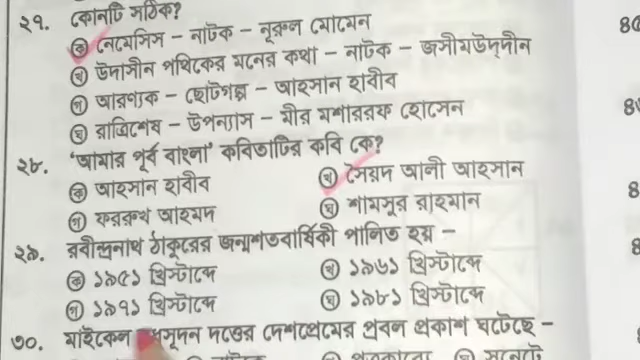 ২৭. কোনটি সঠিক? ৪৫
ক নেমেসিস – নাটক – নূরুল মোমেন
খ উদাসীন পথিকের মনের কথা – নাটক – জসীমউদ্দীন
গ আরণ্যক – ছোটগল্প – আহসান হাবীব
ঘ রাত্রিশেষ – উপন্যাস – মীর মশাররফ হোসেন
২৮. 'আমার পূর্ব বাংলা' কবিতাটির কবি কে?
ক আহসান হাবীব খ সৈয়দ আলী আহসান
গ ফররুখ আহমদ ঘ শামসুর রাহমান
২৯. রবীন্দ্রনাথ ঠাকুরের জন্মশতবার্ষিকী পালিত হয় –
ক ১৯৫১ খ্রিস্টাব্দে খ ১৯৬১ খ্রিস্টাব্দে
গ ১৯৭১ খ্রিস্টাব্দে ঘ ১৯৮১ খ্রিস্টাব্দে
৩০. মাইকেল দত্তের দেশপ্রেমের প্রবল প্রকাশ ঘটেছে –